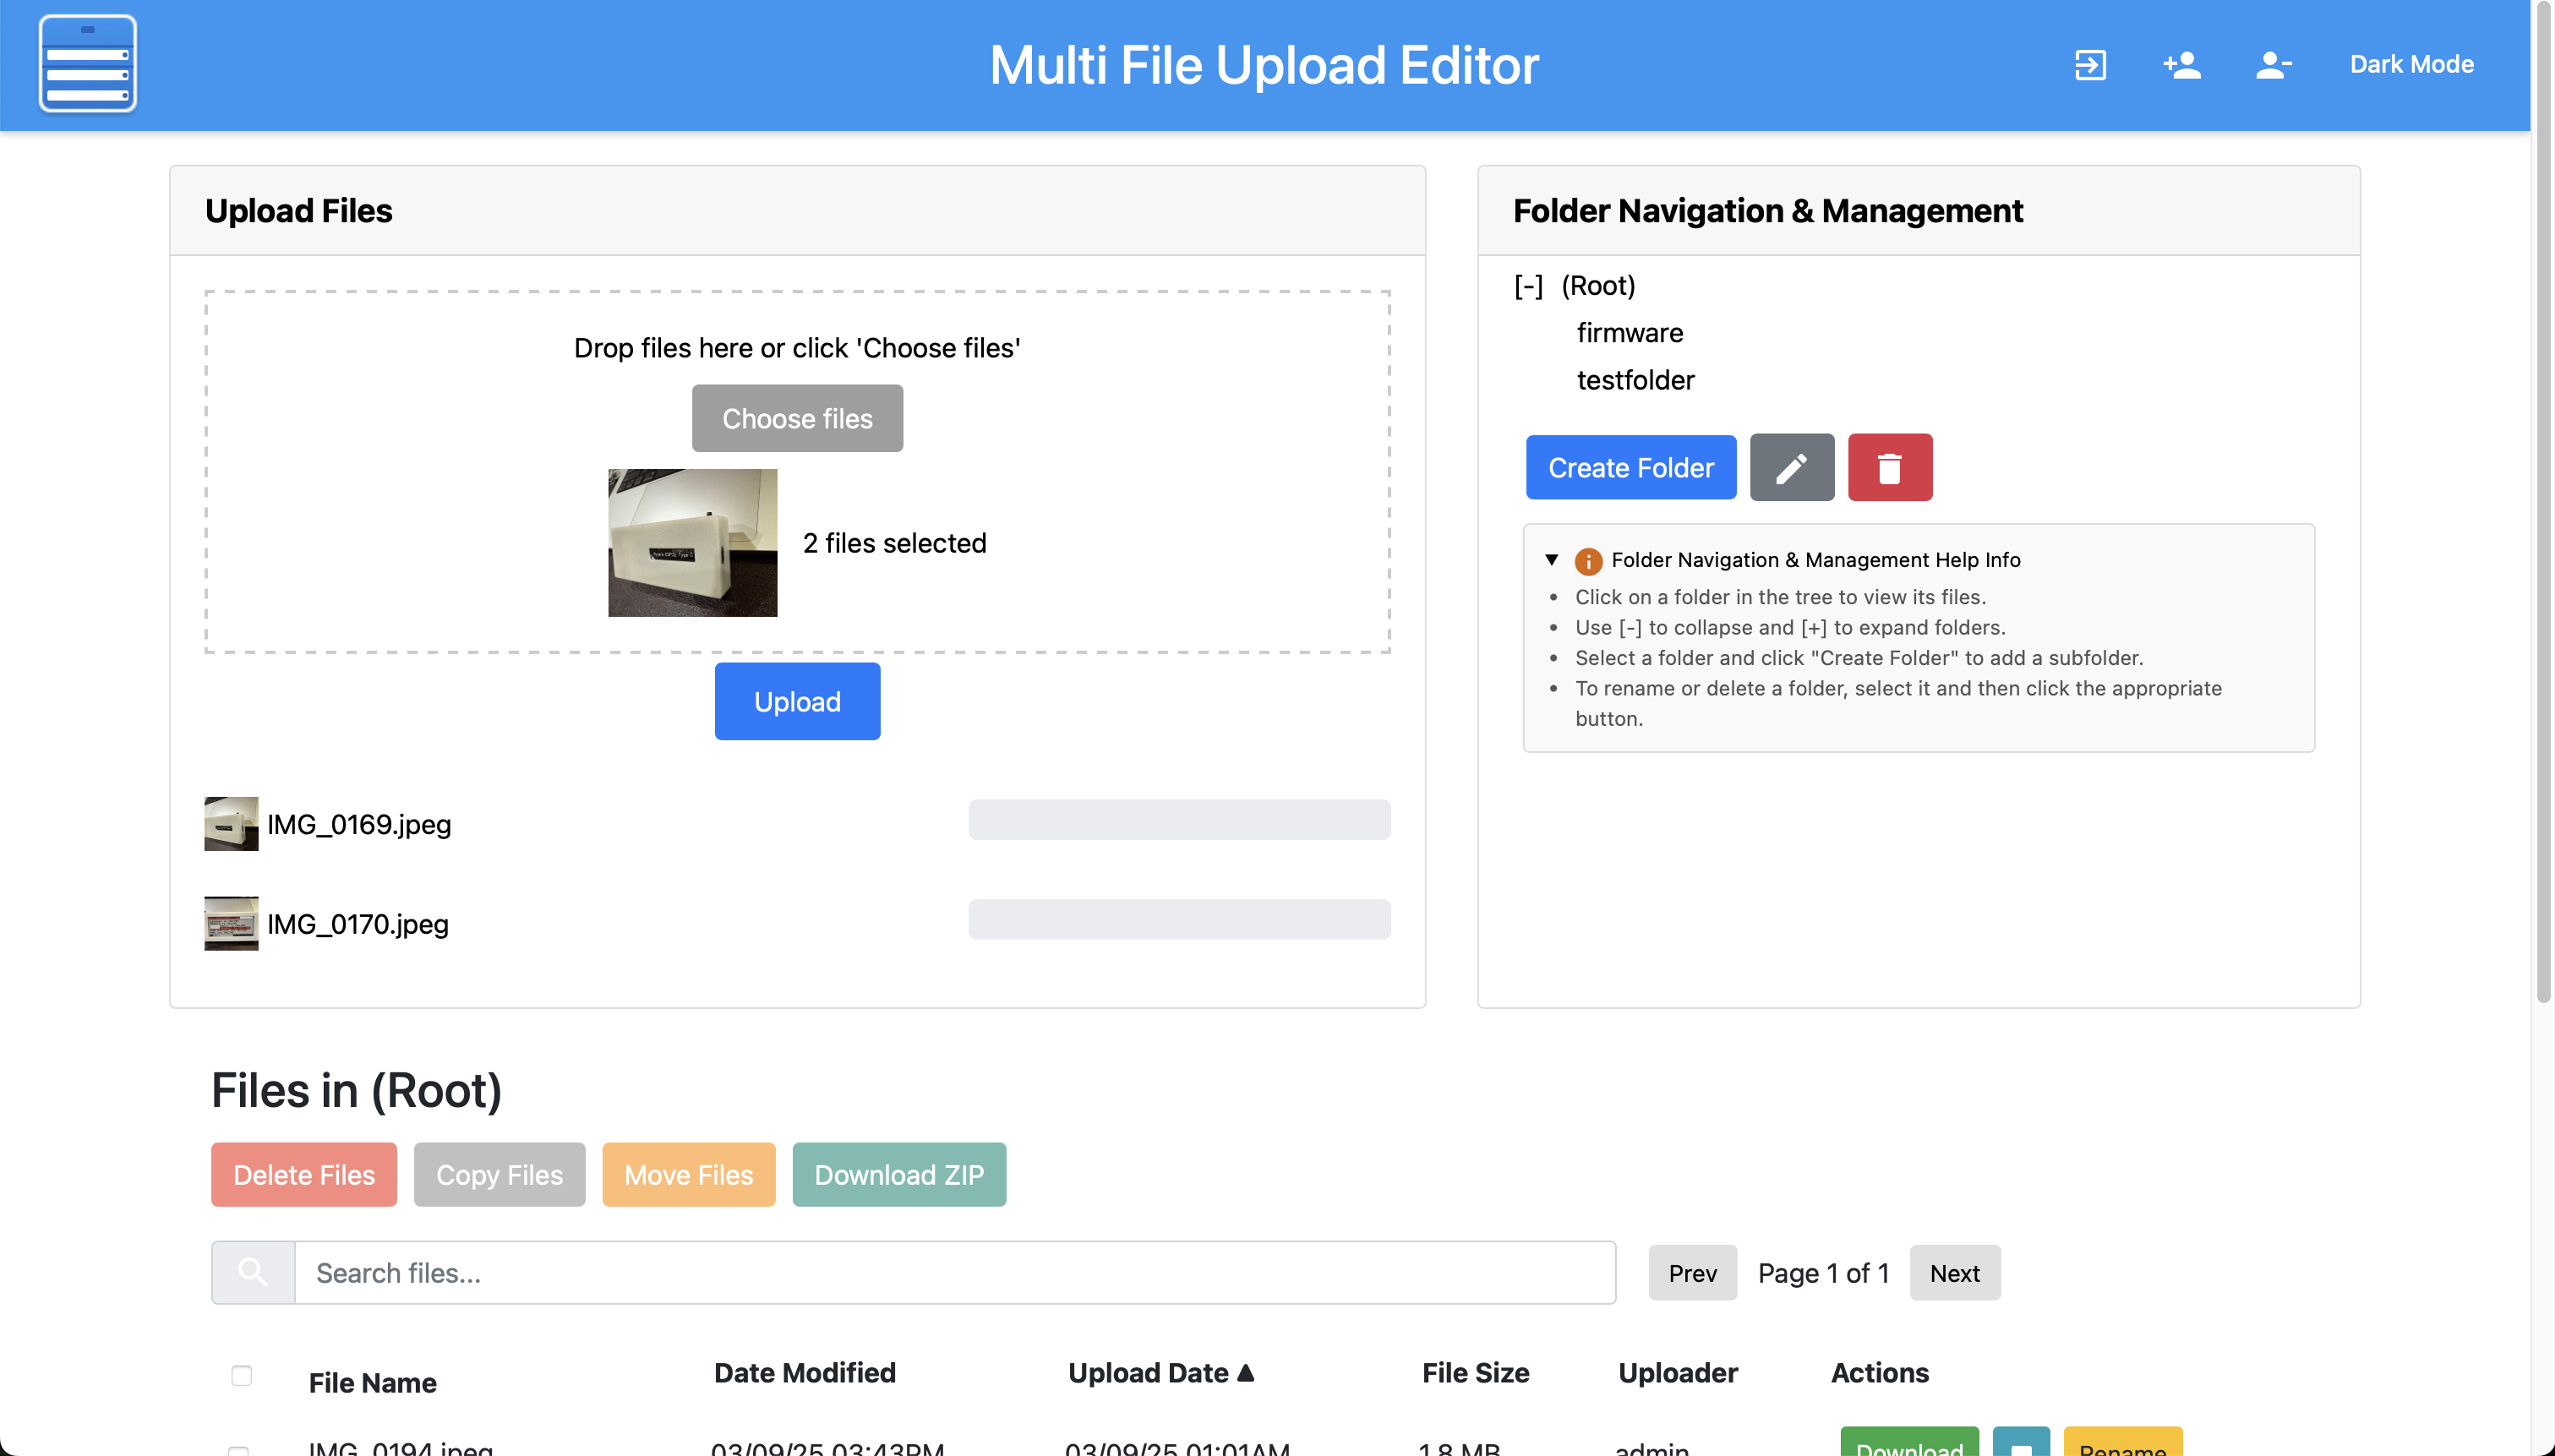 Multi File Upload Editor
Dark Mode
Upload Files
Drop files here or click 'Choose files'
Choose files
2 files selected
Upload
IMG_0169.jpeg
IMG_0170.jpeg
Folder Navigation & Management
[-] (Root)
firmware
testfolder
Create Folder
▼ Folder Navigation & Management Help Info
• Click on a folder in the tree to view its files.
• Use [-] to collapse and [+] to expand folders.
• Select a folder and click "Create Folder" to add a subfolder.
• To rename or delete a folder, select it and then click the appropriate
button.
Files in (Root)
Delete Files Copy Files Move Files Download ZIP
Search files... Prev Page 1 of 1 Next
File Name Date Modified Upload Date ▲ File Size Uploader Actions
IMG_0194.jpeg 03/09/25 03:43PM 03/09/25 01:01AM 1.8 MB admin Download Rename